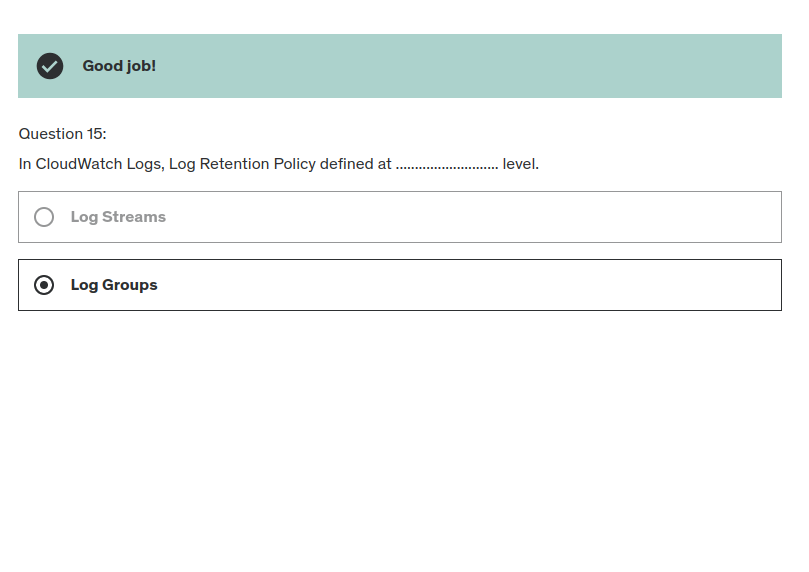 Good job!
Question 15:
In CloudWatch Logs, Log Retention Policy defined at ........................... level.
Log Streams
Log Groups